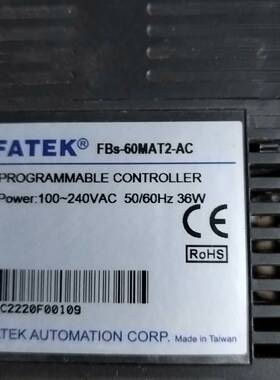 FATEK® FBs-60MAT2-AC
PROGRAMMABLE CONTROLLER
Power:100~240VAC 50/60Hz 36W
CE
RoHS
C2220F00109
TEK AUTOMATION CORP. Made in Taiwan